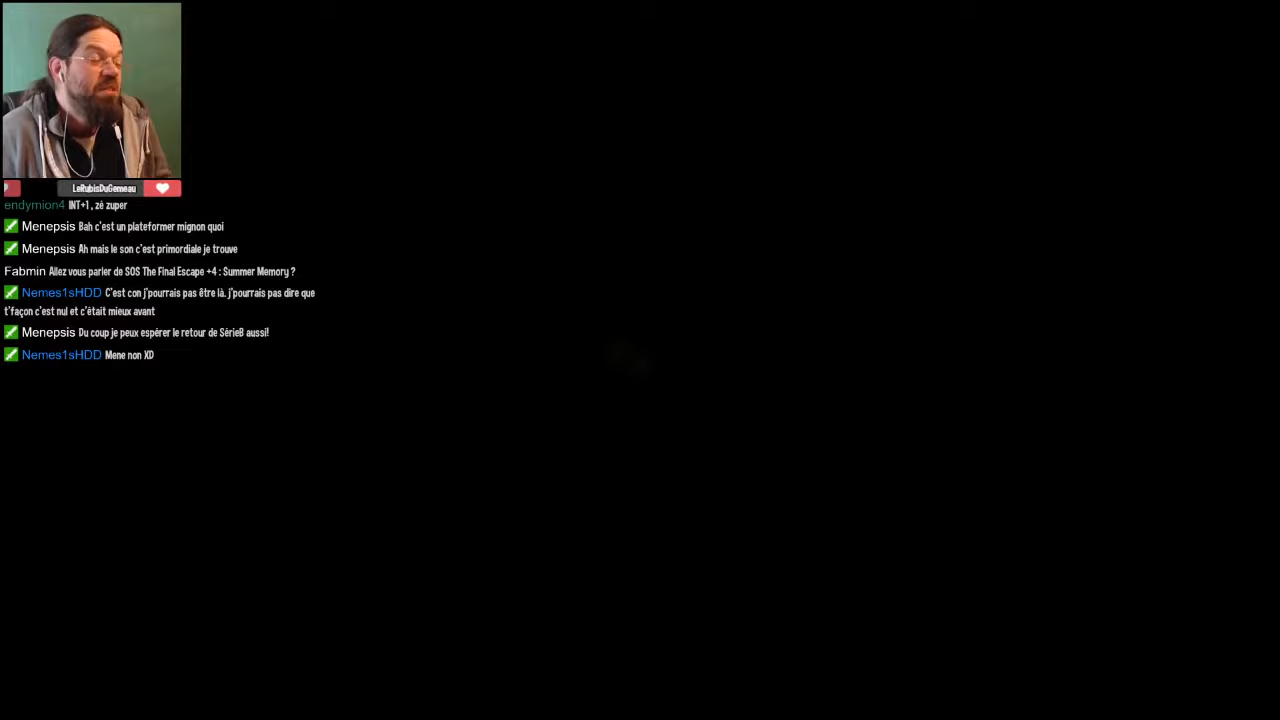 LeRubisDuGemeau
endymion4 INT+1 , zé zuper
Menepsis Bah c'est un plateformer mignon quoi
Menepsis Ah mais le son c'est primordiale je trouve
Fabmin Allez vous parler de SOS The Final Escape +4 : Summer Memory ?
Nemes1sHDD C'est con j'pourrais pas être là. j'pourrais pas dire que
t'façon c'est nul et c'était mieux avant
Menepsis Du coup je peux espérer le retour de SérieB aussi!
Nemes1sHDD Mene non XD